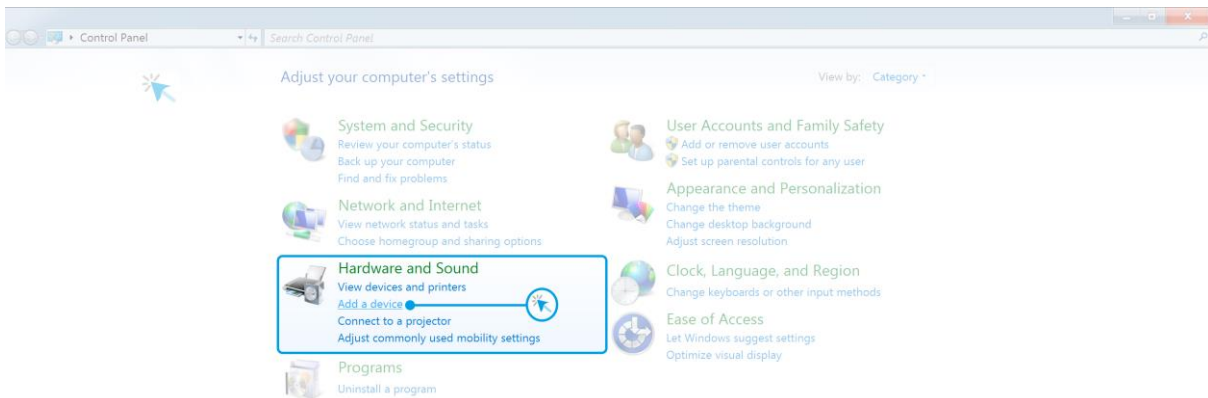 Control Panel
Search Control Panel
Adjust your computer's settings
View by: Category
System and Security
Review your computer's status
Back up your computer
Find and fix problems
Network and Internet
View network status and tasks
Choose homegroup and sharing options
Hardware and Sound
View devices and printers
Add a device
Connect to a projector
Adjust commonly used mobility settings
Programs
Uninstall a program
User Accounts and Family Safety
Add or remove user accounts
Set up parental controls for any user
Appearance and Personalization
Change the theme
Change desktop background
Adjust screen resolution
Clock, Language, and Region
Change keyboards or other input methods
Ease of Access
Let Windows suggest settings
Optimize visual display